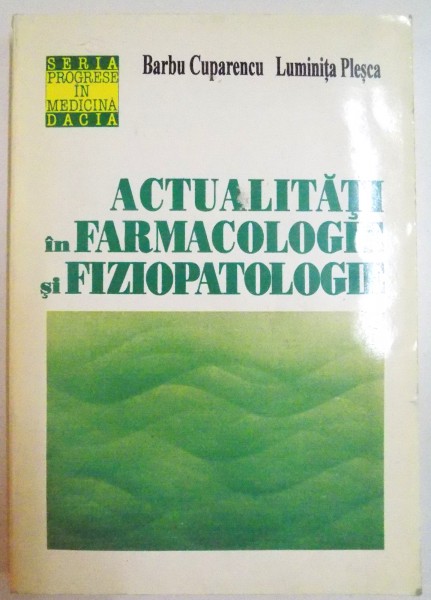 SERIA
PROGRESE
ÎN
MEDICINA
DACIA
Barbu Cuparencu Luminița Pleșca
ACTUALITĂȚI
în FARMACOLOGIE
și FIZIOPATOLOGIE